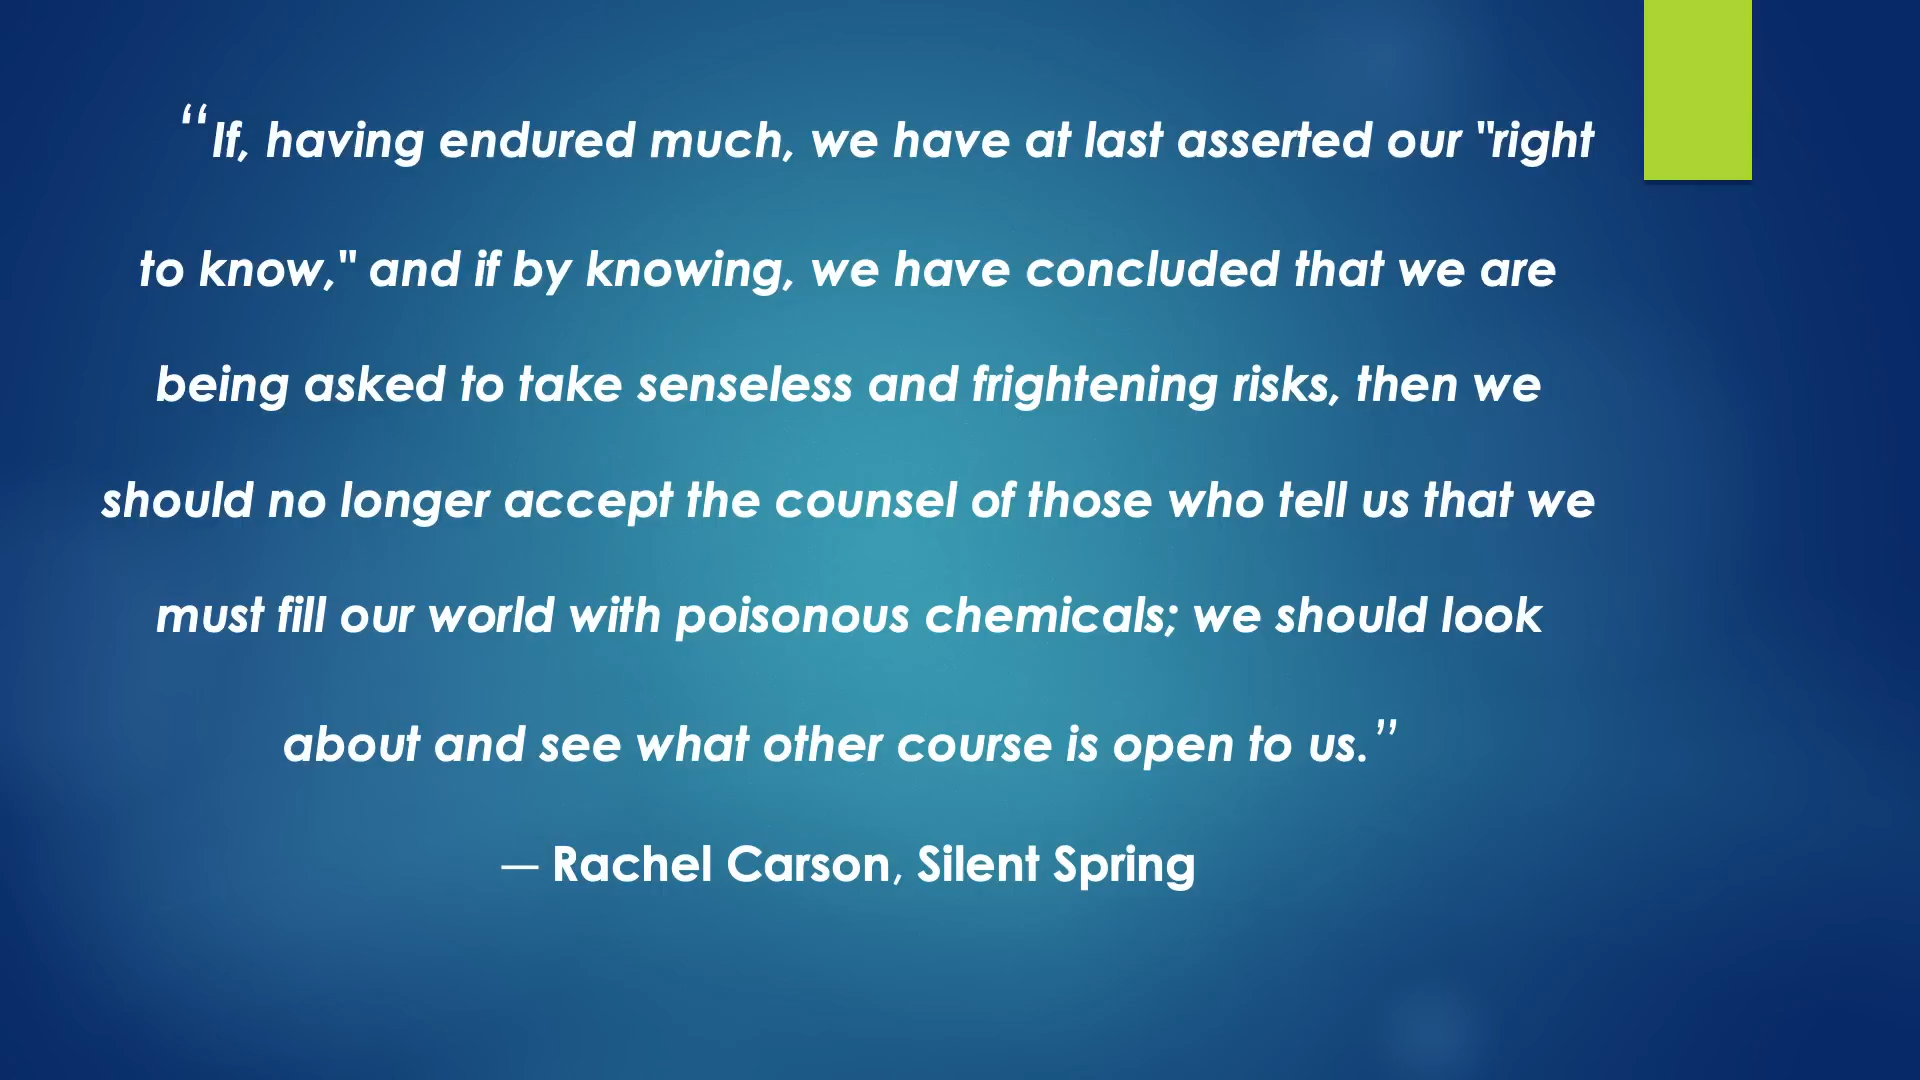 “If, having endured much, we have at last asserted our "right
to know," and if by knowing, we have concluded that we are
being asked to take senseless and frightening risks, then we
should no longer accept the counsel of those who tell us that we
must fill our world with poisonous chemicals; we should look
about and see what other course is open to us.”
― Rachel Carson, Silent Spring